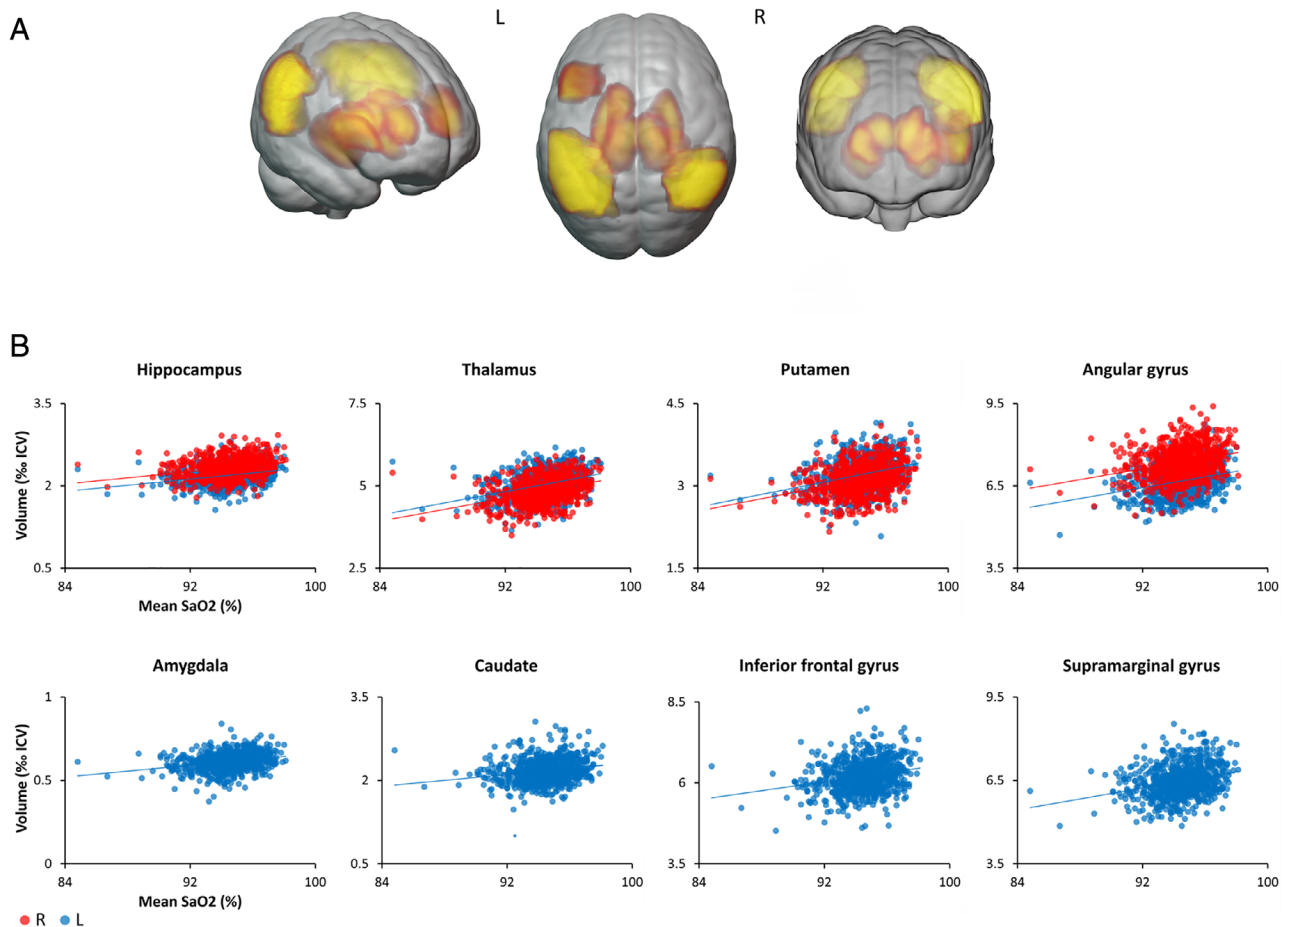 A
L
R
B
Hippocampus
Thalamus
Putamen
Angular gyrus
Volume (‰ ICV)
3.5
2
0.5
84
92
100
Mean SaO2 (%)
7.5
5
2.5
84
92
100
4.5
3
1.5
84
92
100
9.5
6.5
3.5
84
92
100
Amygdala
Caudate
Inferior frontal gyrus
Supramarginal gyrus
Volume (‰ ICV)
1
0.5
0
84
92
100
Mean SaO2 (%)
3.5
2
0.5
84
92
100
8.5
6
3.5
84
92
100
9.5
6.5
3.5
84
92
100
R L